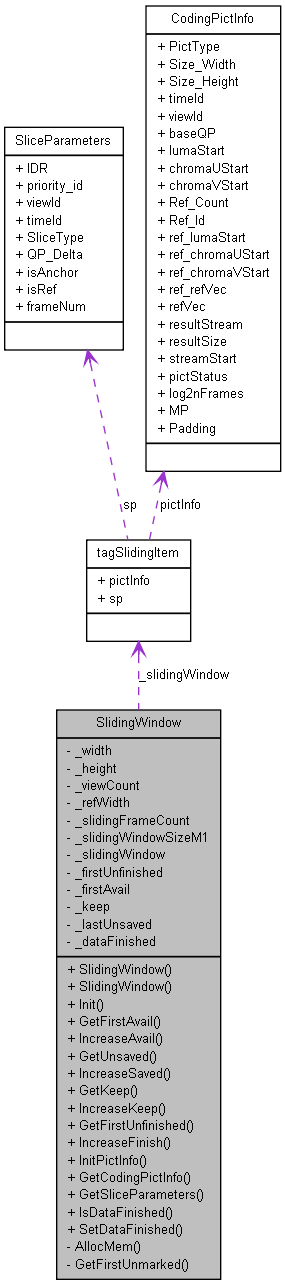 CodingPictInfo
+ PictType
+ Size_Width
+ Size_Height
+ timeId
+ viewId
+ baseQP
+ lumaStart
+ chromaUStart
+ chromaVStart
+ Ref_Count
+ Ref_Id
+ ref_lumaStart
+ ref_chromaUStart
+ ref_chromaVStart
+ ref_refVec
+ refVec
+ resultStream
+ resultSize
+ streamStart
+ pictStatus
+ log2nFrames
+ MP
+ Padding
SliceParameters
+ IDR
+ priority_id
+ viewId
+ timeId
+ SliceType
+ QP_Delta
+ isAnchor
+ isRef
+ frameNum
sp
pictInfo
tagSlidingItem
+ pictInfo
+ sp
_slidingWindow
SlidingWindow
- _width
- _height
- _viewCount
- _refWidth
- _slidingFrameCount
- _slidingWindowSizeM1
- _slidingWindow
- _firstUnfinished
- _firstAvail
- _keep
- _lastUnsaved
- _dataFinished
+ SlidingWindow()
+ SlidingWindow()
+ Init()
+ GetFirstAvail()
+ IncreaseAvail()
+ GetUnsaved()
+ IncreaseSaved()
+ GetKeep()
+ IncreaseKeep()
+ GetFirstUnfinished()
+ IncreaseFinish()
+ InitPictInfo()
+ GetCodingPictInfo()
+ GetSliceParameters()
+ IsDataFinished()
+ SetDataFinished()
- AllocMem()
- GetFirstUnmarked()